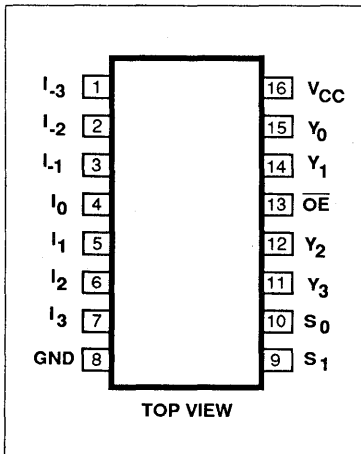 I-3 1 16 VCC
I-2 2 15 Y0
I-1 3 14 Y1
I0 4 13 OE
I1 5 12 Y2
I2 6 11 Y3
I3 7 10 S0
GND 8 9 S1
TOP VIEW